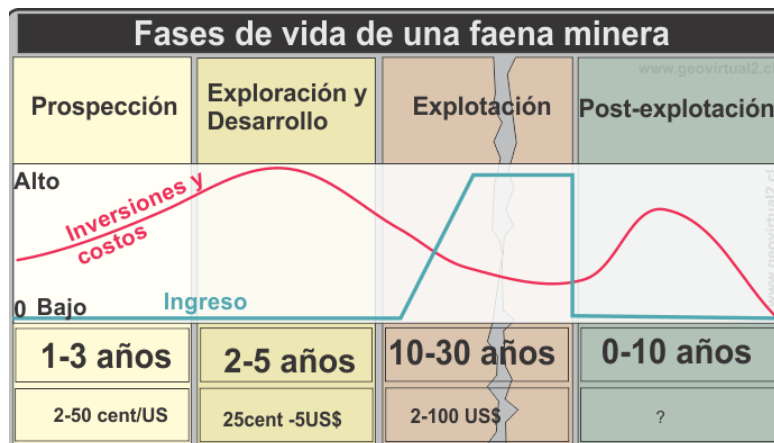 Fases de vida de una faena minera
www.geovirtual2.cl
Prospección
Exploración y
Desarrollo
Explotación
Post-explotación
Alto
Inversiones y
costos
0 Bajo
Ingreso
www.geovirtual2.cl
1-3 años
2-5 años
10-30 años
0-10 años
2-50 cent/US
25cent -5US$
2-100 US$
?